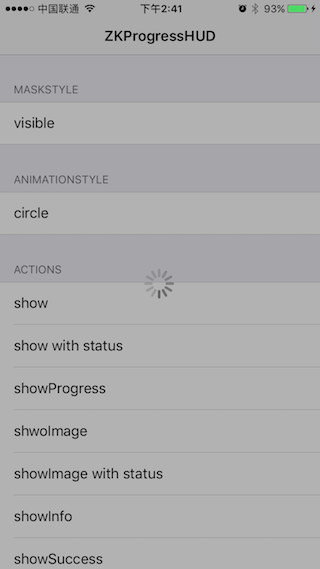 中国联通 下午2:41 93%
ZKProgressHUD
MASKSTYLE
visible
ANIMATIONSTYLE
circle
ACTIONS
show
show with status
showProgress
shwoImage
showImage with status
showInfo
showSuccess